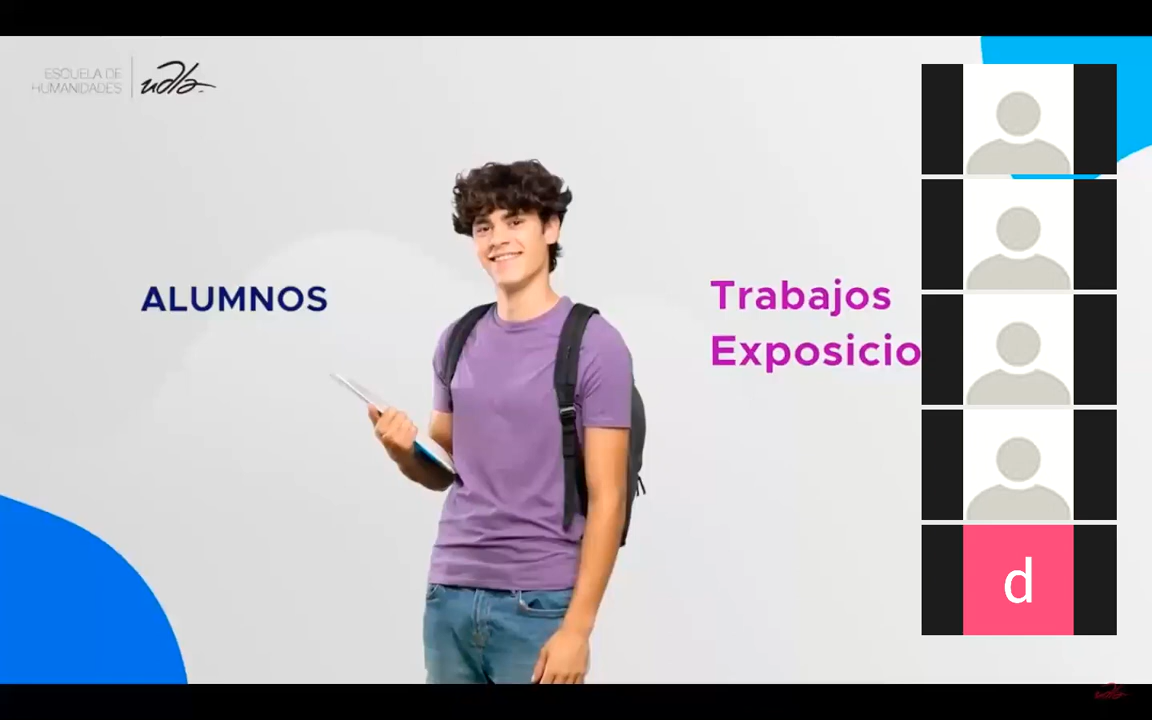 ESCUELA DE
HUMANIDADES
udla
ALUMNOS
Trabajos
Exposicio
d